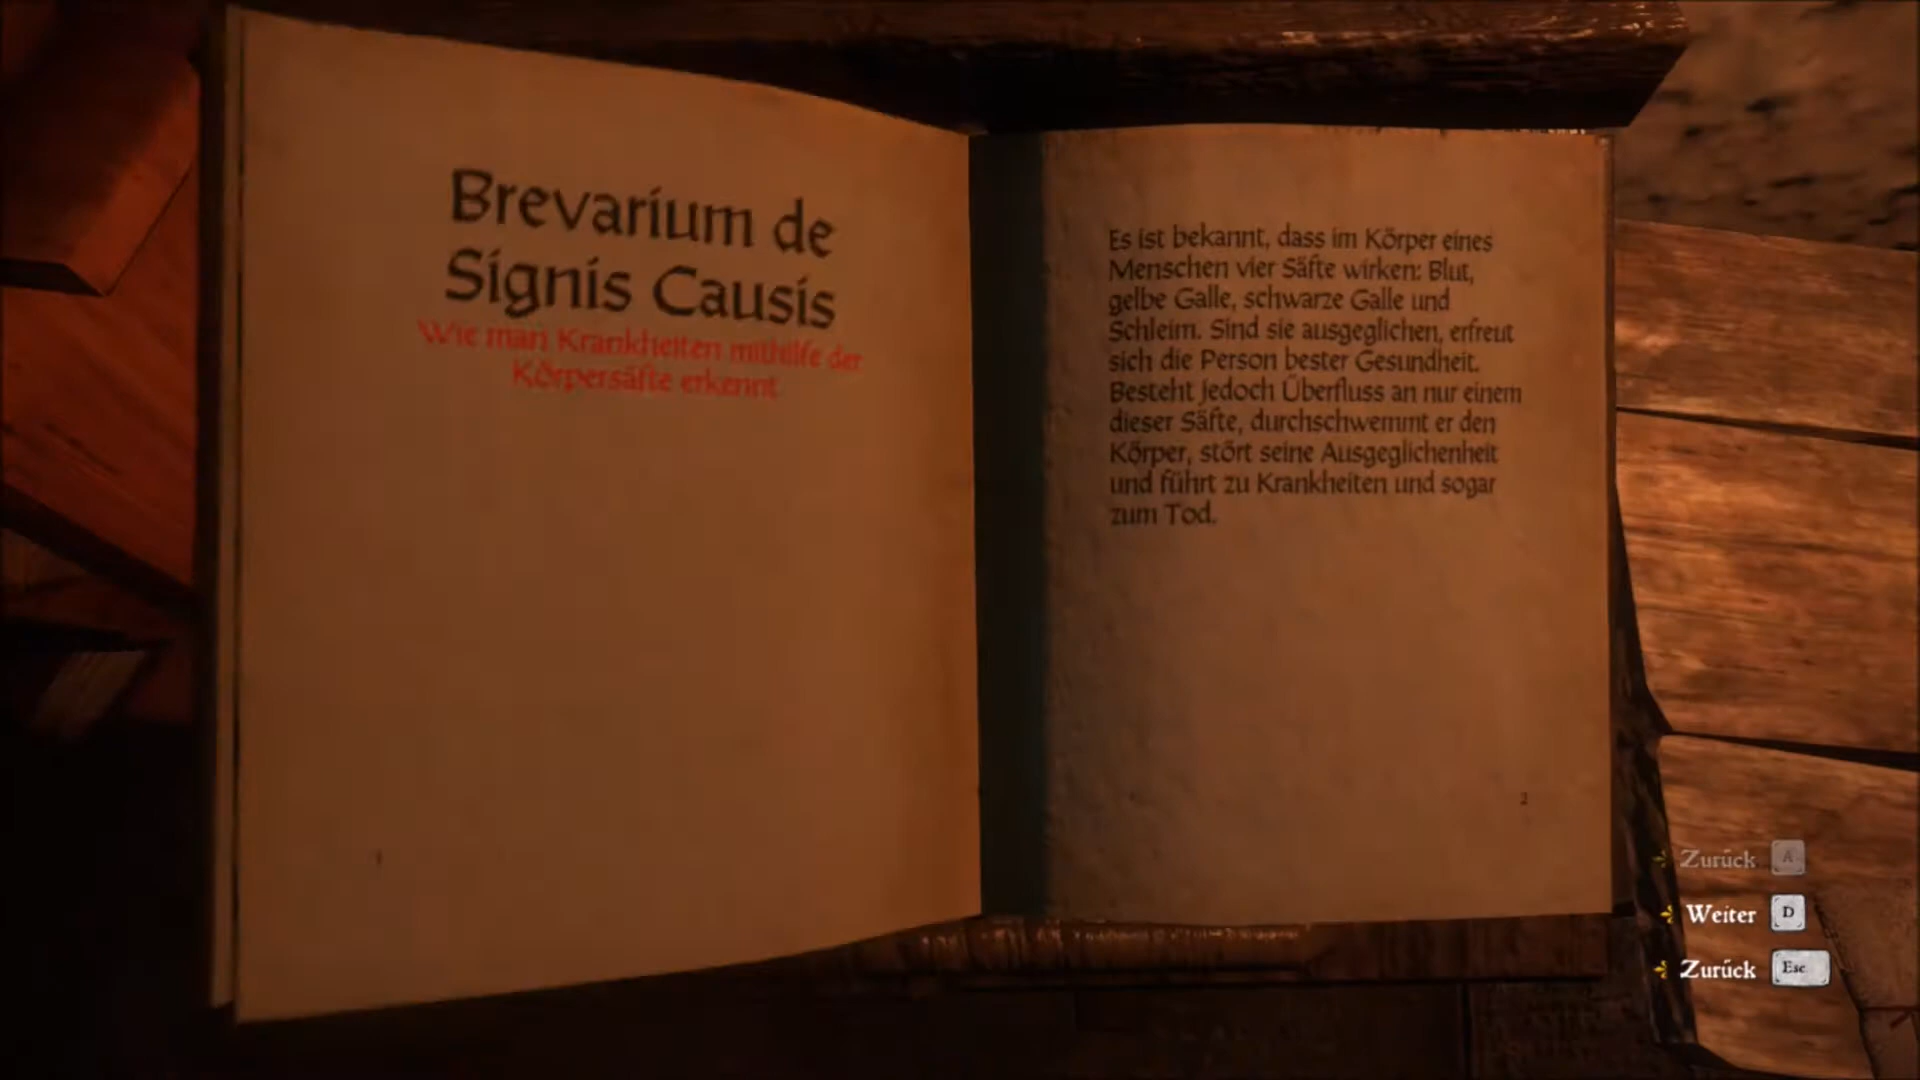 Brevarium de
Signis Causis
Wie man Krankheiten mithilfe der
Körpersäfte erkennt
1
Es ist bekannt, dass im Körper eines
Menschen vier Säfte wirken: Blut,
gelbe Galle, schwarze Galle und
Schleim. Sind sie ausgeglichen, erfreut
sich die Person bester Gesundheit.
Besteht jedoch Überfluss an nur einem
dieser Säfte, durchschwemmt er den
Körper, stört seine Ausgeglichenheit
und führt zu Krankheiten und sogar
zum Tod.
2
Zurück A
Weiter D
Zurück Esc